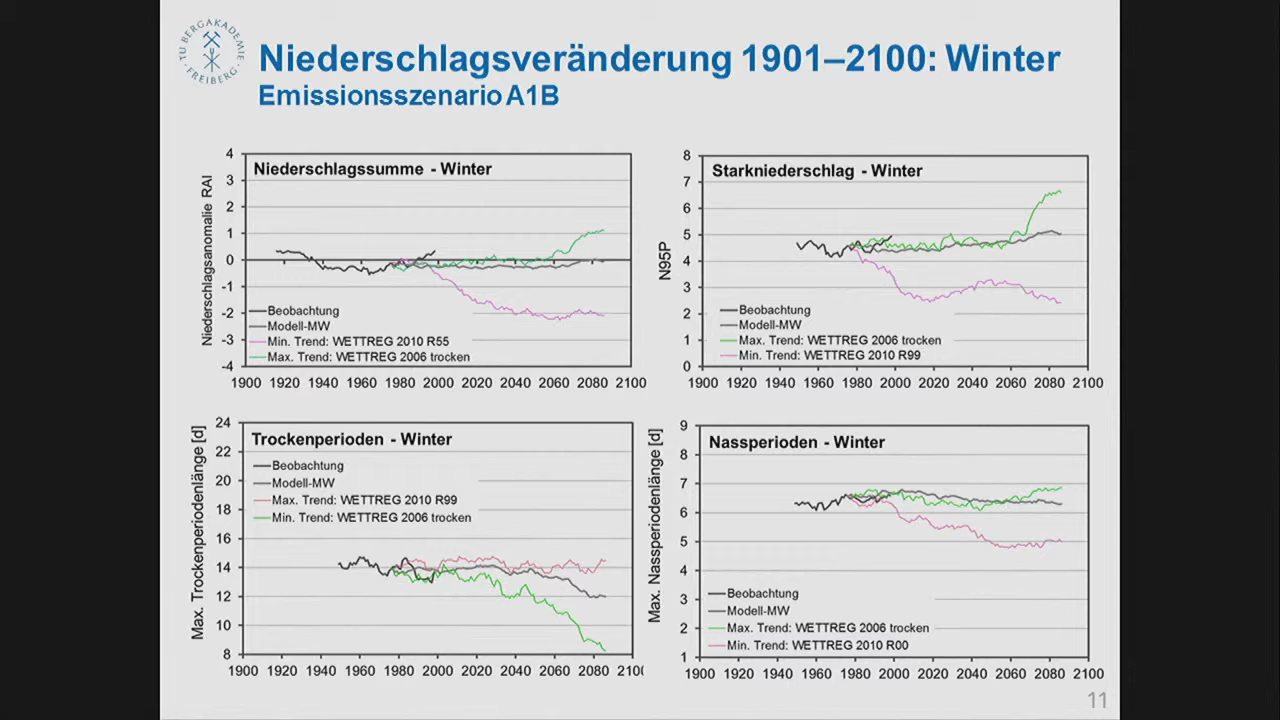 TU BERGAKADEMIE
· FREIBERG ·
Niederschlagsveränderung 1901–2100: Winter
Emissionsszenario A1B
Niederschlagssumme - Winter
Niederschlagsanomalie RAI
4
3
2
1
0
-1
-2
-3
-4
Beobachtung
Modell-MW
Min. Trend: WETTREG 2010 R55
Max. Trend: WETTREG 2006 trocken
1900 1920 1940 1960 1980 2000 2020 2040 2060 2080 2100
Starkniederschlag - Winter
N95P
8
7
6
5
4
3
2
1
0
Beobachtung
Modell-MW
Max. Trend: WETTREG 2006 trocken
Min. Trend: WETTREG 2010 R99
1900 1920 1940 1960 1980 2000 2020 2040 2060 2080 2100
Trockenperioden - Winter
Max. Trockenperiodenlänge [d]
24
22
20
18
16
14
12
10
8
Beobachtung
Modell-MW
Max. Trend: WETTREG 2010 R99
Min. Trend: WETTREG 2006 trocken
1900 1920 1940 1960 1980 2000 2020 2040 2060 2080 2100
Nassperioden - Winter
Max. Nassperiodenlänge [d]
9
8
7
6
5
4
3
2
1
Beobachtung
Modell-MW
Max. Trend: WETTREG 2006 trocken
Min. Trend: WETTREG 2010 R00
1900 1920 1940 1960 1980 2000 2020 2040 2060 2080 2100
11